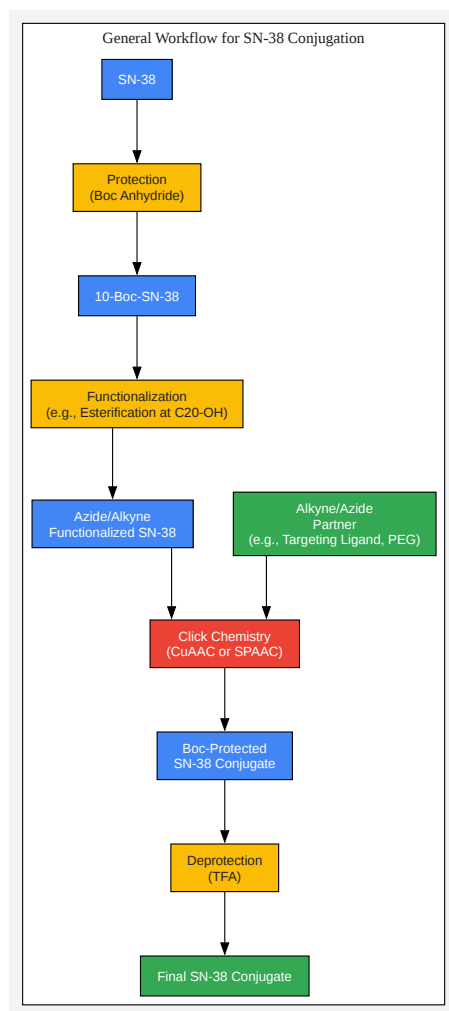 General Workflow for SN-38 Conjugation
SN-38
Protection
(Boc Anhydride)
10-Boc-SN-38
Functionalization
(e.g., Esterification at C20-OH)
Azide/Alkyne
Functionalized SN-38
Alkyne/Azide
Partner
(e.g., Targeting Ligand, PEG)
Click Chemistry
(CuAAC or SPAAC)
Boc-Protected
SN-38 Conjugate
Deprotection
(TFA)
Final SN-38 Conjugate